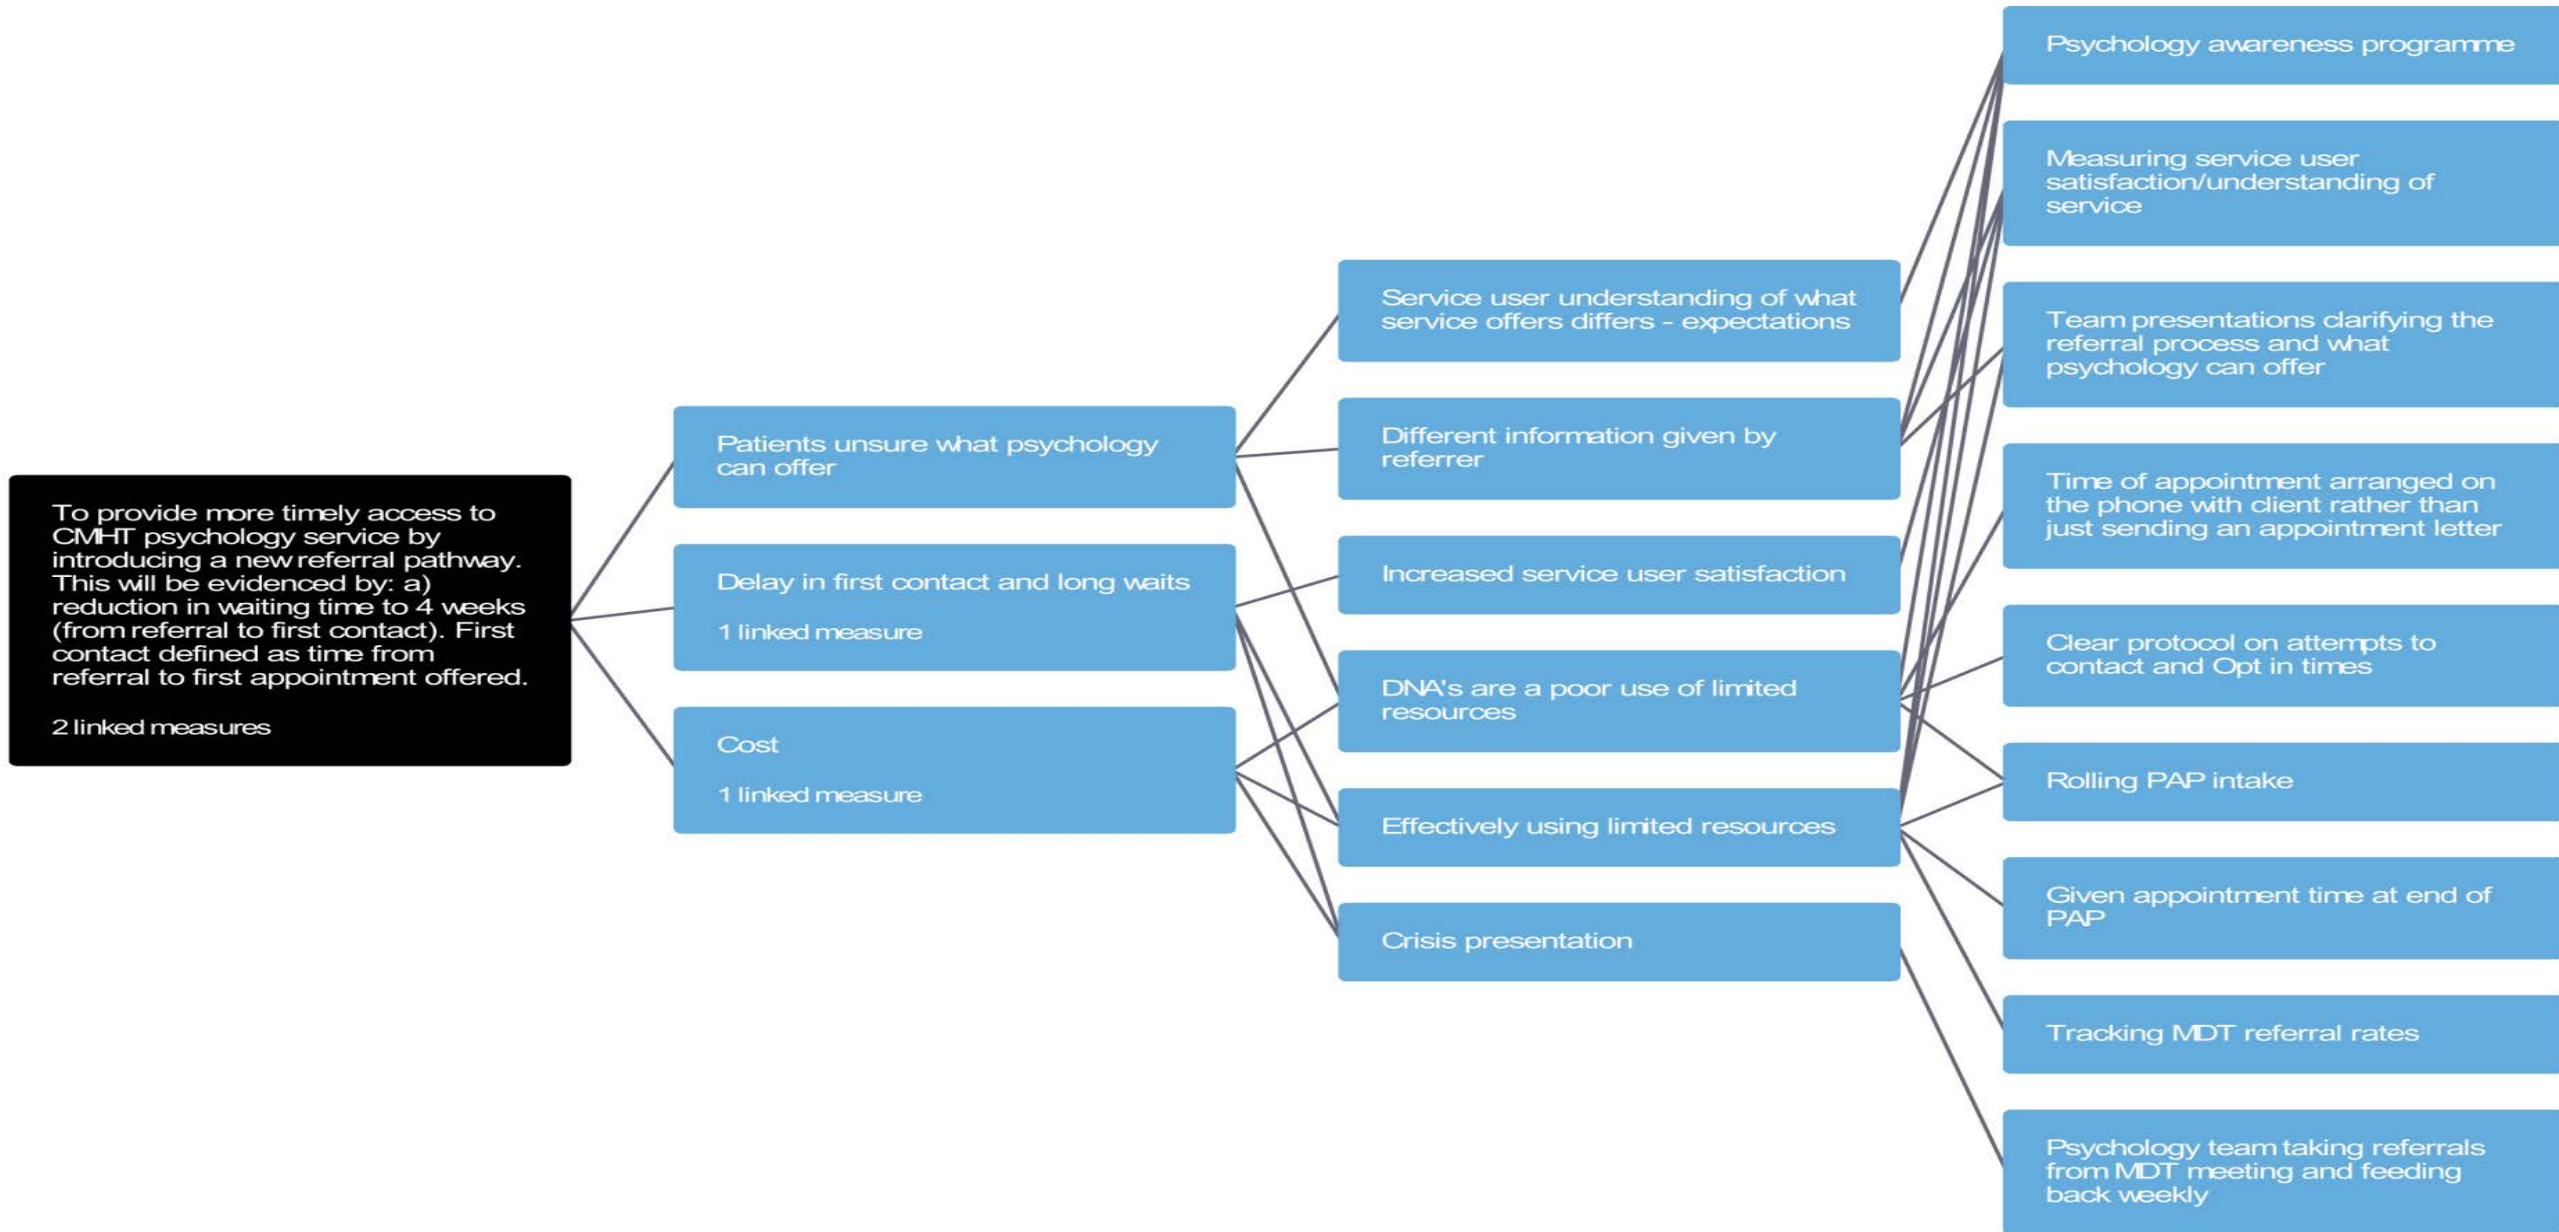 To provide more timely access to
CMHT psychology service by
introducing a new referral pathway.
This will be evidenced by: a)
reduction in waiting time to 4 weeks
(from referral to first contact). First
contact defined as time from
referral to first appointment offered.
2 linked measures
Patients unsure what psychology
can offer
Delay in first contact and long waits
1 linked measure
Cost
1 linked measure
Service user understanding of what
service offers differs - expectations
Different information given by
referrer
Increased service user satisfaction
DNA's are a poor use of limited
resources
Effectively using limited resources
Crisis presentation
Psychology awareness programme
Measuring service user
satisfaction/understanding of
service
Team presentations clarifying the
referral process and what
psychology can offer
Time of appointment arranged on
the phone with client rather than
just sending an appointment letter
Clear protocol on attempts to
contact and Opt in times
Rolling PAP intake
Given appointment time at end of
PAP
Tracking MDT referral rates
Psychology team taking referrals
from MDT meeting and feeding
back weekly